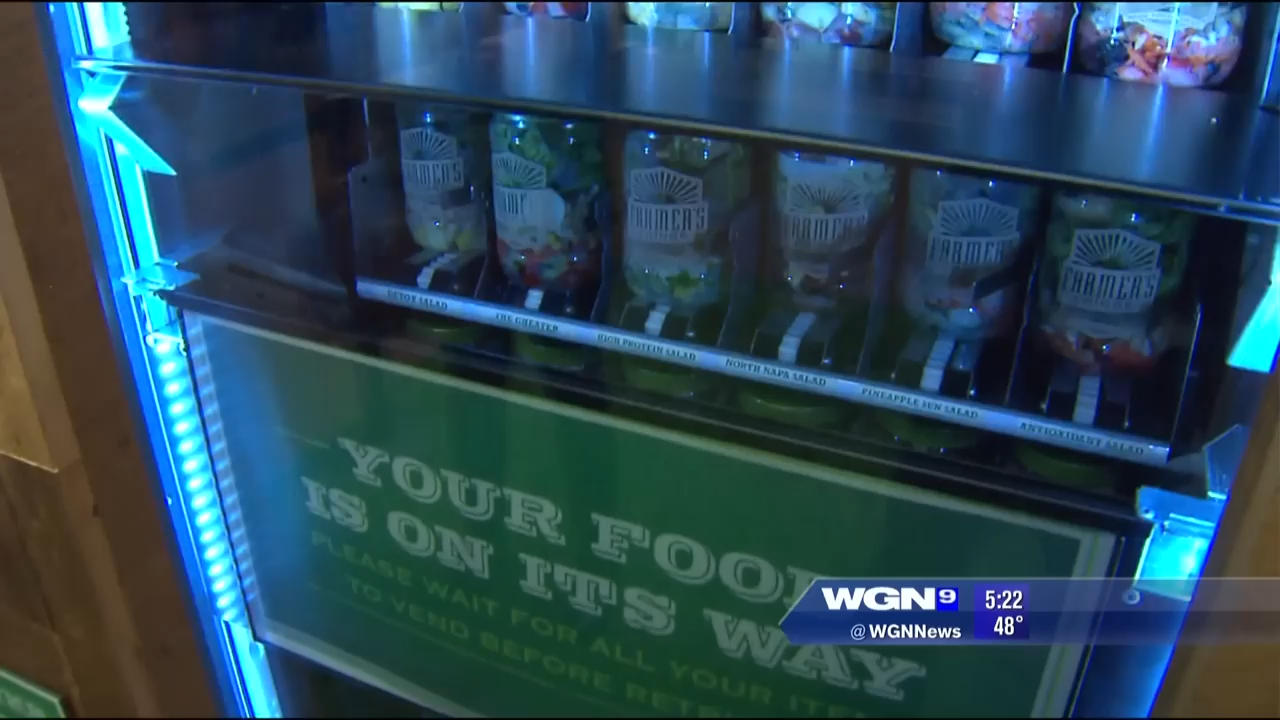 FARMER'S
FARMER'S
FARMER'S
FARMER'S
FARMER'S
DETOX SALAD
THE CHEATER
HIGH PROTEIN SALAD
NORTH NAPA SALAD
PINEAPPLE SUN SALAD
ANTIOXIDANT SALAD
YOUR FOOD
IS ON ITS WAY
PLEASE WAIT FOR ALL YOUR
TO VEND BEFORE
WGN9
5:22
@WGNNews
48°